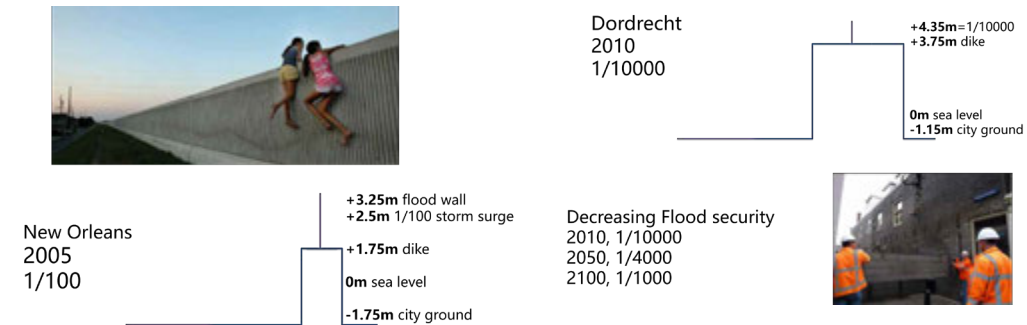 New Orleans
2005
1/100
+3.25m flood wall
+2.5m 1/100 storm surge
+1.75m dike
0m sea level
-1.75m city ground
Dordrecht
2010
1/10000
+4.35m=1/10000
+3.75m dike
0m sea level
-1.15m city ground
Decreasing Flood security
2010, 1/10000
2050, 1/4000
2100, 1/1000